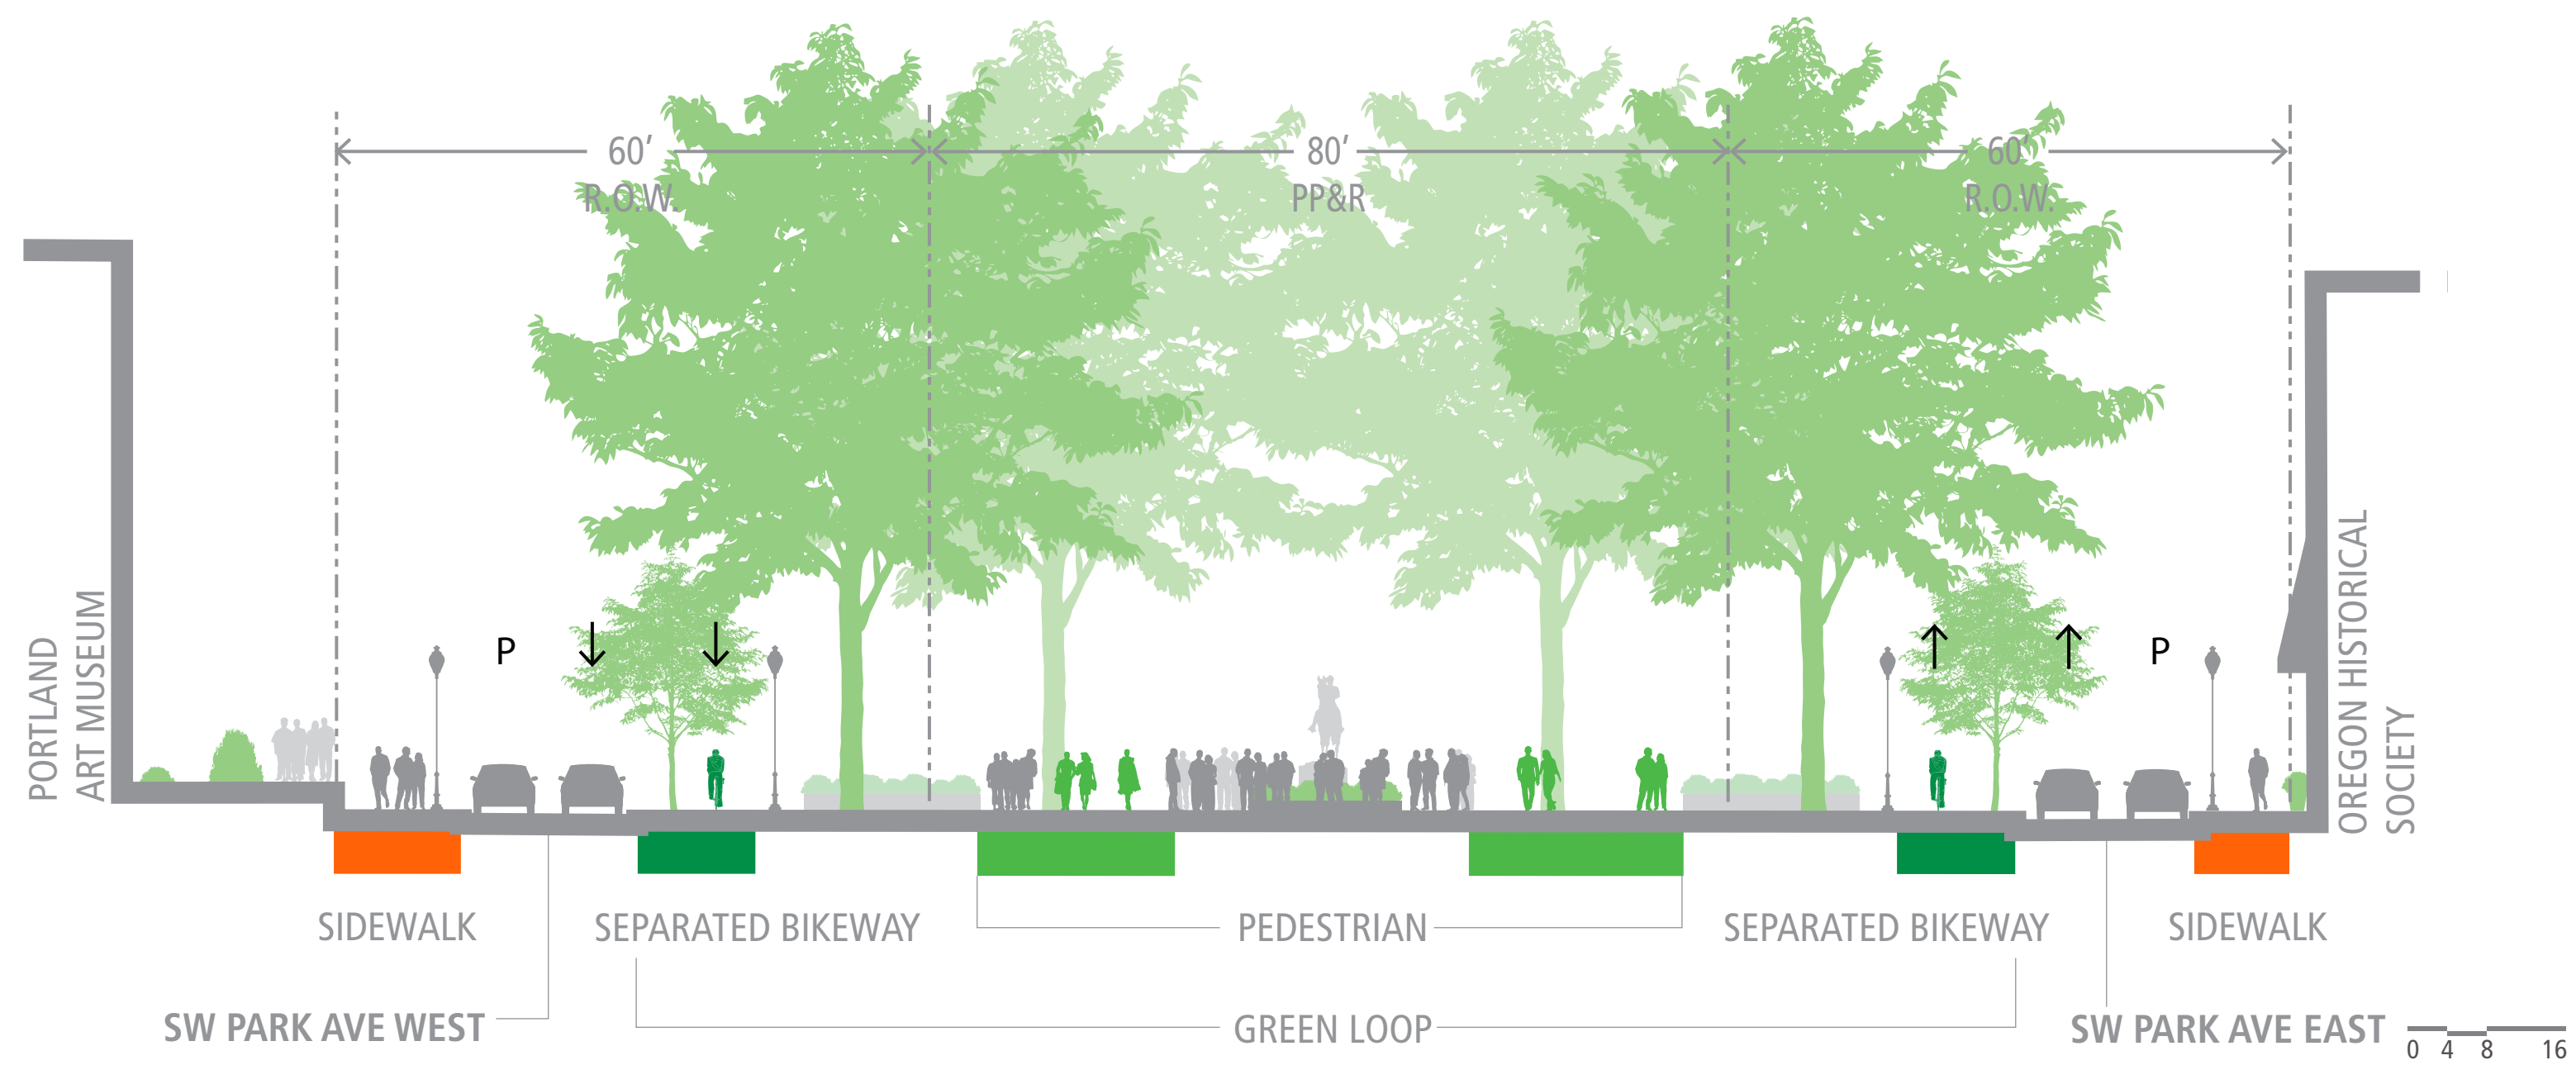 60’
80’
60’
R.O.W.
PP&R
R.O.W.
PORTLAND
ART MUSEUM
P
P
OREGON HISTORICAL
SOCIETY
SIDEWALK
SEPARATED BIKEWAY
PEDESTRIAN
SEPARATED BIKEWAY
SIDEWALK
SW PARK AVE WEST
GREEN LOOP
SW PARK AVE EAST
0 4 8 16